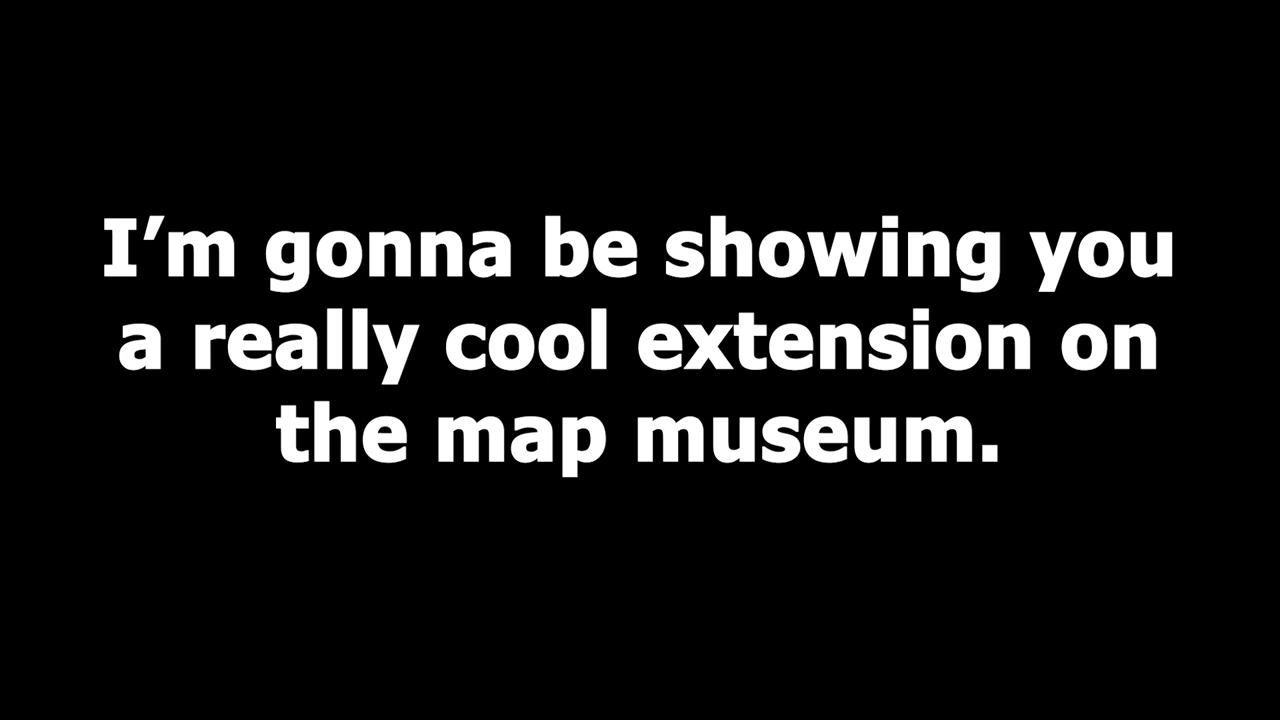 I’m gonna be showing you
a really cool extension on
the map museum.